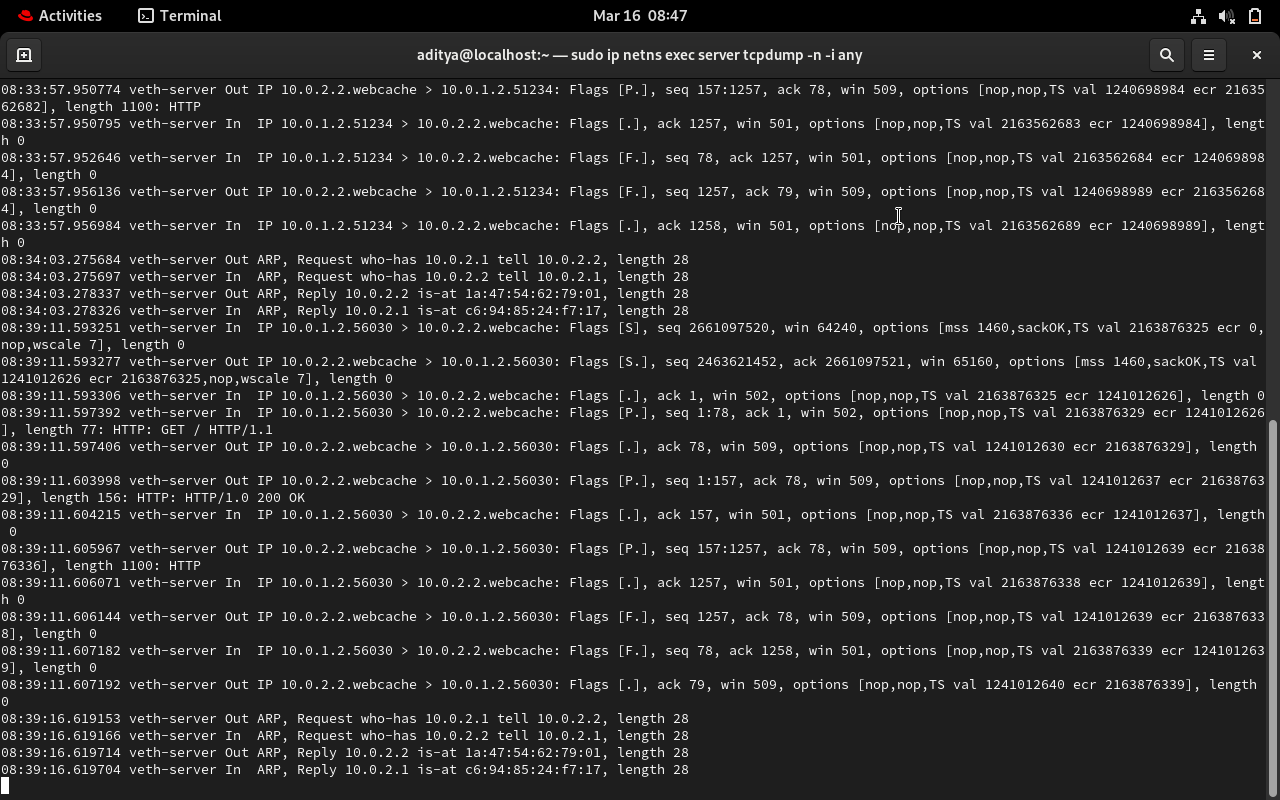 Activities
Terminal
Mar 16 08:47
aditya@localhost:~ — sudo ip netns exec server tcpdump -n -i any
08:33:57.950774 veth-server Out IP 10.0.2.2.webcache > 10.0.1.2.51234: Flags [P.], seq 157:1257, ack 78, win 509, options [nop,nop,TS val 1240698984 ecr 21635
62682], length 1100: HTTP
08:33:57.950795 veth-server In  IP 10.0.1.2.51234 > 10.0.2.2.webcache: Flags [.], ack 1257, win 501, options [nop,nop,TS val 2163562683 ecr 1240698984], lengt
h 0
08:33:57.952646 veth-server In  IP 10.0.1.2.51234 > 10.0.2.2.webcache: Flags [F.], seq 78, ack 1257, win 501, options [nop,nop,TS val 2163562684 ecr 124069898
4], length 0
08:33:57.956136 veth-server Out IP 10.0.2.2.webcache > 10.0.1.2.51234: Flags [F.], seq 1257, ack 79, win 509, options [nop,nop,TS val 1240698989 ecr 216356268
4], length 0
08:33:57.956984 veth-server In  IP 10.0.1.2.51234 > 10.0.2.2.webcache: Flags [.], ack 1258, win 501, options [nop,nop,TS val 2163562689 ecr 1240698989], lengt
h 0
08:34:03.275684 veth-server Out ARP, Request who-has 10.0.2.1 tell 10.0.2.2, length 28
08:34:03.275697 veth-server In  ARP, Request who-has 10.0.2.2 tell 10.0.2.1, length 28
08:34:03.278337 veth-server Out ARP, Reply 10.0.2.2 is-at 1a:47:54:62:79:01, length 28
08:34:03.278326 veth-server In  ARP, Reply 10.0.2.1 is-at c6:94:85:24:f7:17, length 28
08:39:11.593251 veth-server In  IP 10.0.1.2.56030 > 10.0.2.2.webcache: Flags [S], seq 2661097520, win 64240, options [mss 1460,sackOK,TS val 2163876325 ecr 0,
nop,wscale 7], length 0
08:39:11.593277 veth-server Out IP 10.0.2.2.webcache > 10.0.1.2.56030: Flags [S.], seq 2463621452, ack 2661097521, win 65160, options [mss 1460,sackOK,TS val
1241012626 ecr 2163876325,nop,wscale 7], length 0
08:39:11.593306 veth-server In  IP 10.0.1.2.56030 > 10.0.2.2.webcache: Flags [.], ack 1, win 502, options [nop,nop,TS val 2163876325 ecr 1241012626], length 0
08:39:11.597392 veth-server In  IP 10.0.1.2.56030 > 10.0.2.2.webcache: Flags [P.], seq 1:78, ack 1, win 502, options [nop,nop,TS val 2163876329 ecr 1241012626
], length 77: HTTP: GET / HTTP/1.1
08:39:11.597406 veth-server Out IP 10.0.2.2.webcache > 10.0.1.2.56030: Flags [.], ack 78, win 509, options [nop,nop,TS val 1241012630 ecr 2163876329], length
0
08:39:11.603998 veth-server Out IP 10.0.2.2.webcache > 10.0.1.2.56030: Flags [P.], seq 1:157, ack 78, win 509, options [nop,nop,TS val 1241012637 ecr 21638763
29], length 156: HTTP: HTTP/1.0 200 OK
08:39:11.604215 veth-server In  IP 10.0.1.2.56030 > 10.0.2.2.webcache: Flags [.], ack 157, win 501, options [nop,nop,TS val 2163876336 ecr 1241012637], length
 0
08:39:11.605967 veth-server Out IP 10.0.2.2.webcache > 10.0.1.2.56030: Flags [P.], seq 157:1257, ack 78, win 509, options [nop,nop,TS val 1241012639 ecr 21638
76336], length 1100: HTTP
08:39:11.606071 veth-server In  IP 10.0.1.2.56030 > 10.0.2.2.webcache: Flags [.], ack 1257, win 501, options [nop,nop,TS val 2163876338 ecr 1241012639], lengt
h 0
08:39:11.606144 veth-server Out IP 10.0.2.2.webcache > 10.0.1.2.56030: Flags [F.], seq 1257, ack 78, win 509, options [nop,nop,TS val 1241012639 ecr 216387633
8], length 0
08:39:11.607182 veth-server In  IP 10.0.1.2.56030 > 10.0.2.2.webcache: Flags [F.], seq 78, ack 1258, win 501, options [nop,nop,TS val 2163876339 ecr 124101263
9], length 0
08:39:11.607192 veth-server Out IP 10.0.2.2.webcache > 10.0.1.2.56030: Flags [.], ack 79, win 509, options [nop,nop,TS val 1241012640 ecr 2163876339], length
0
08:39:16.619153 veth-server Out ARP, Request who-has 10.0.2.1 tell 10.0.2.2, length 28
08:39:16.619166 veth-server In  ARP, Request who-has 10.0.2.2 tell 10.0.2.1, length 28
08:39:16.619714 veth-server Out ARP, Reply 10.0.2.2 is-at 1a:47:54:62:79:01, length 28
08:39:16.619704 veth-server In  ARP, Reply 10.0.2.1 is-at c6:94:85:24:f7:17, length 28